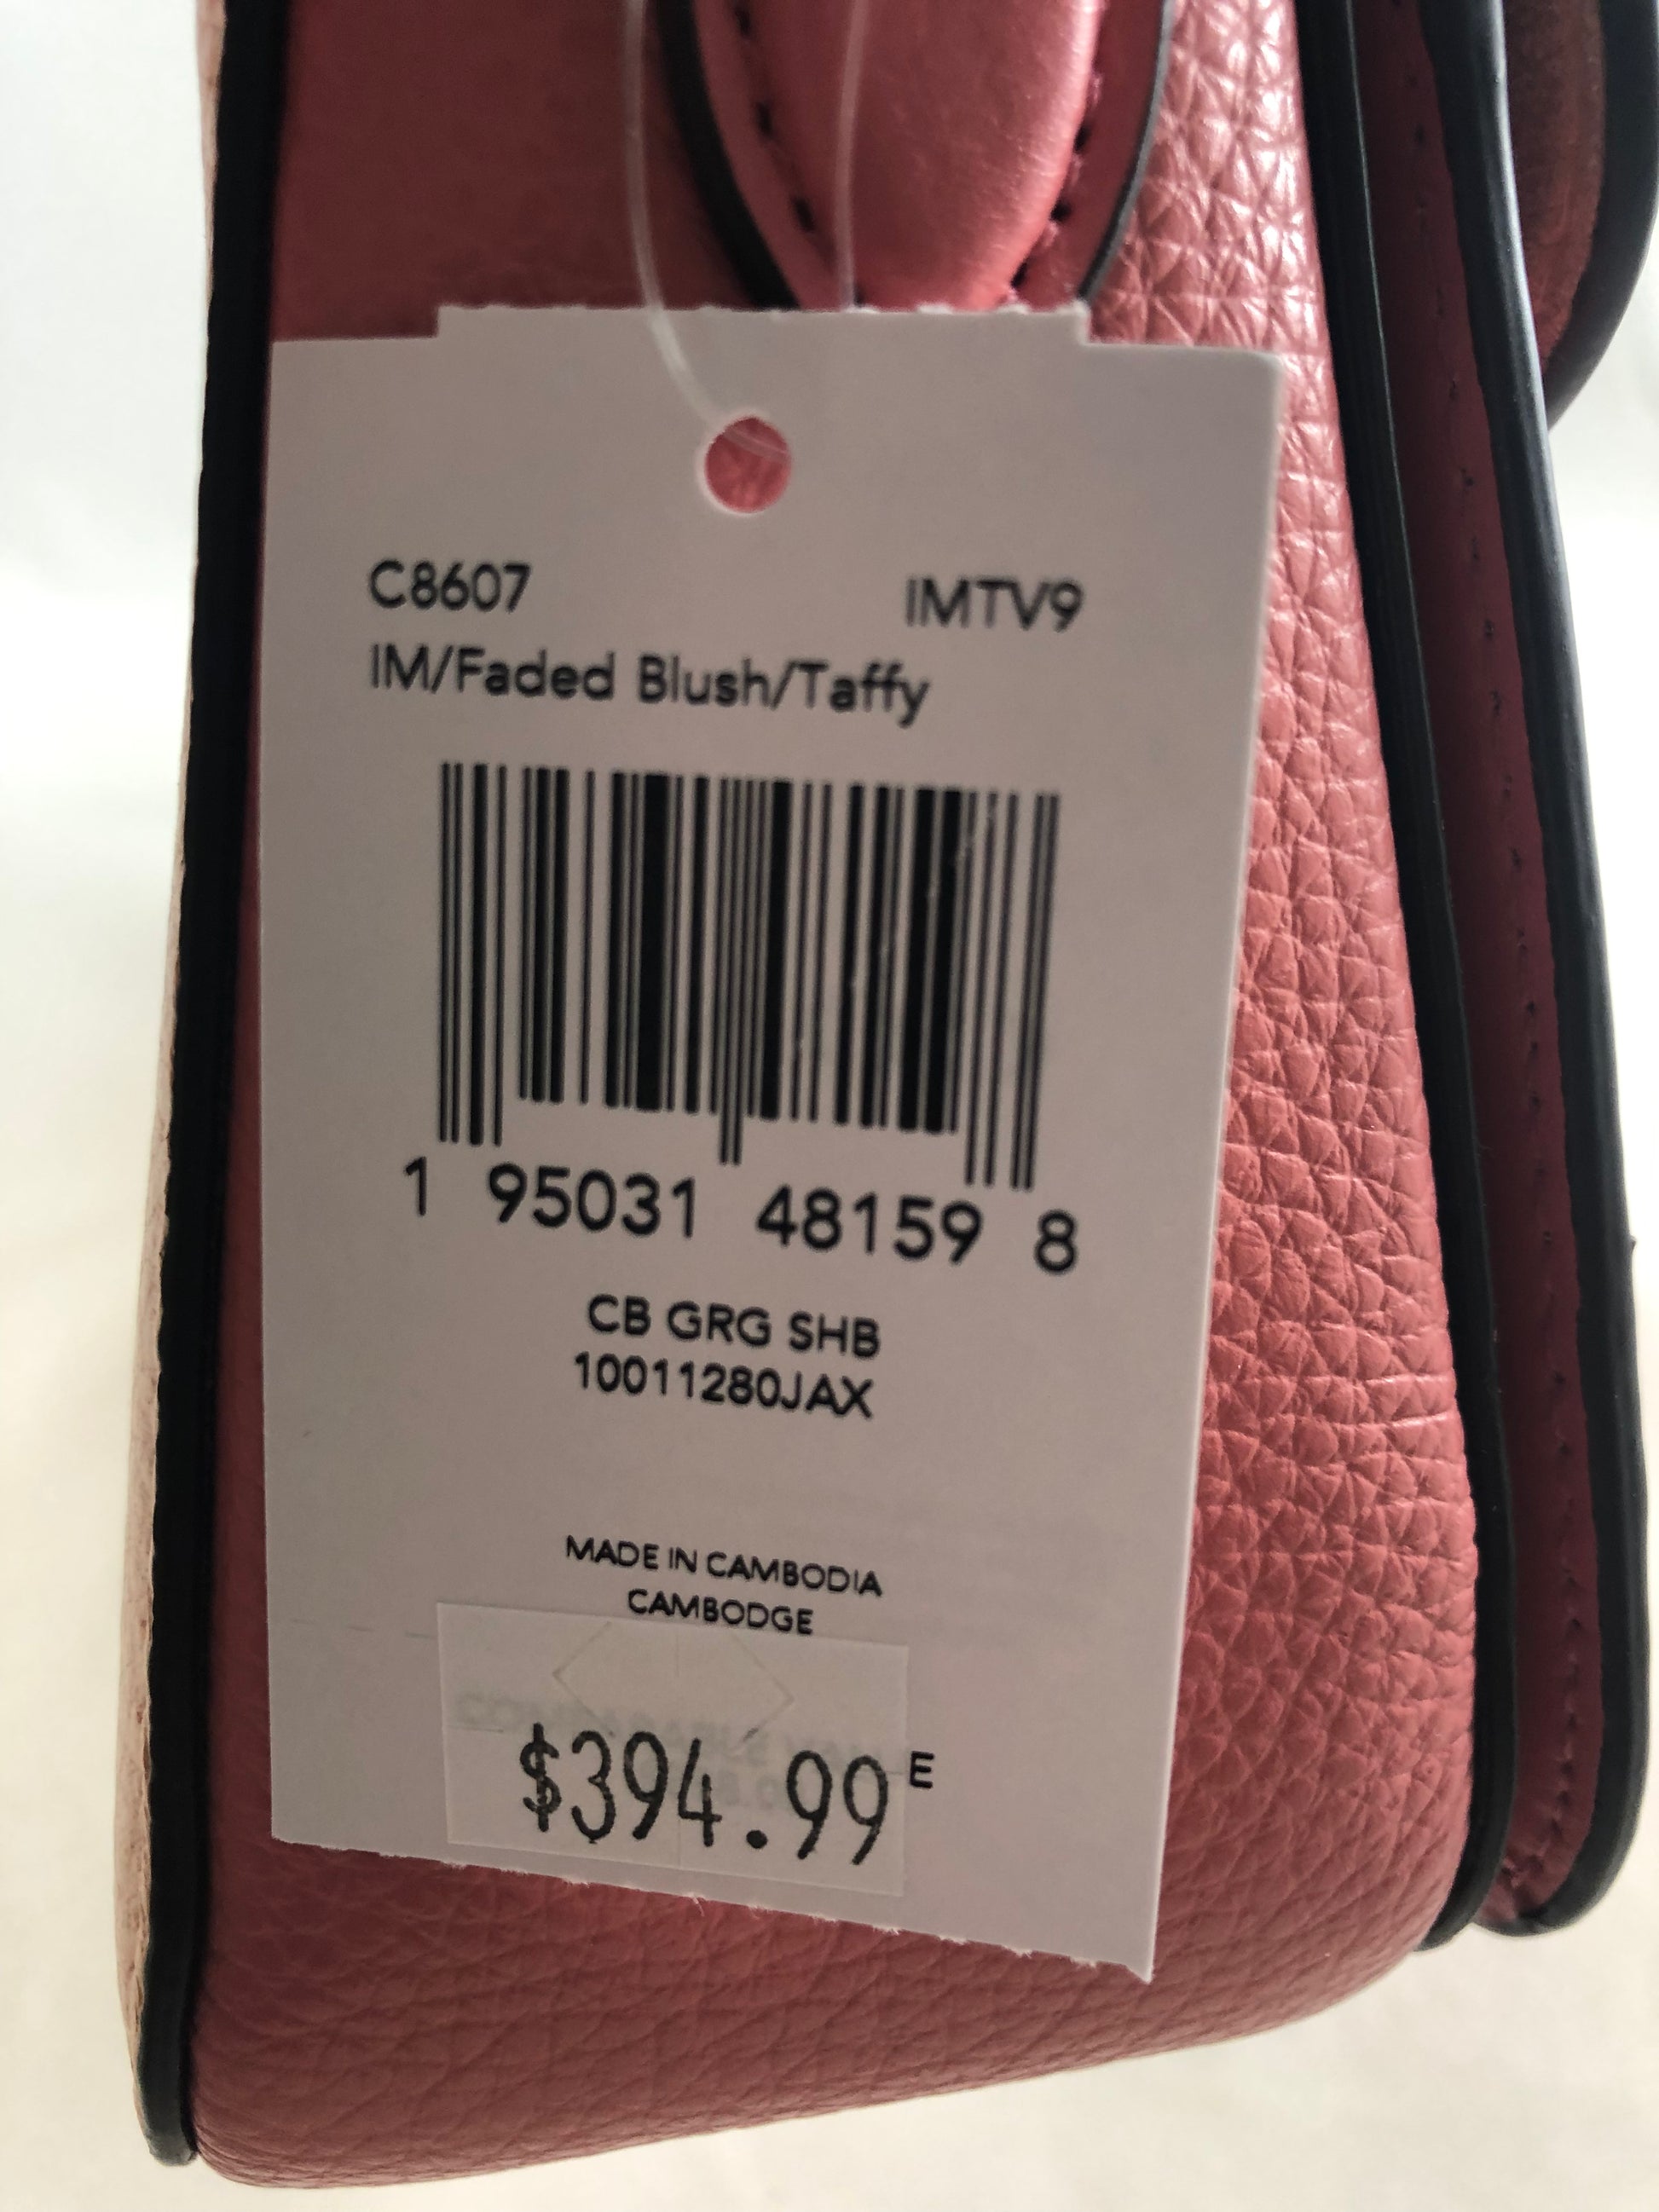 C8607 IMTV9
IM/Faded Blush/Taffy
1 95031 48159 8
CB GRG SHB
10011280JAX
MADE IN CAMBODIA
CAMBODGE
$394.99 E